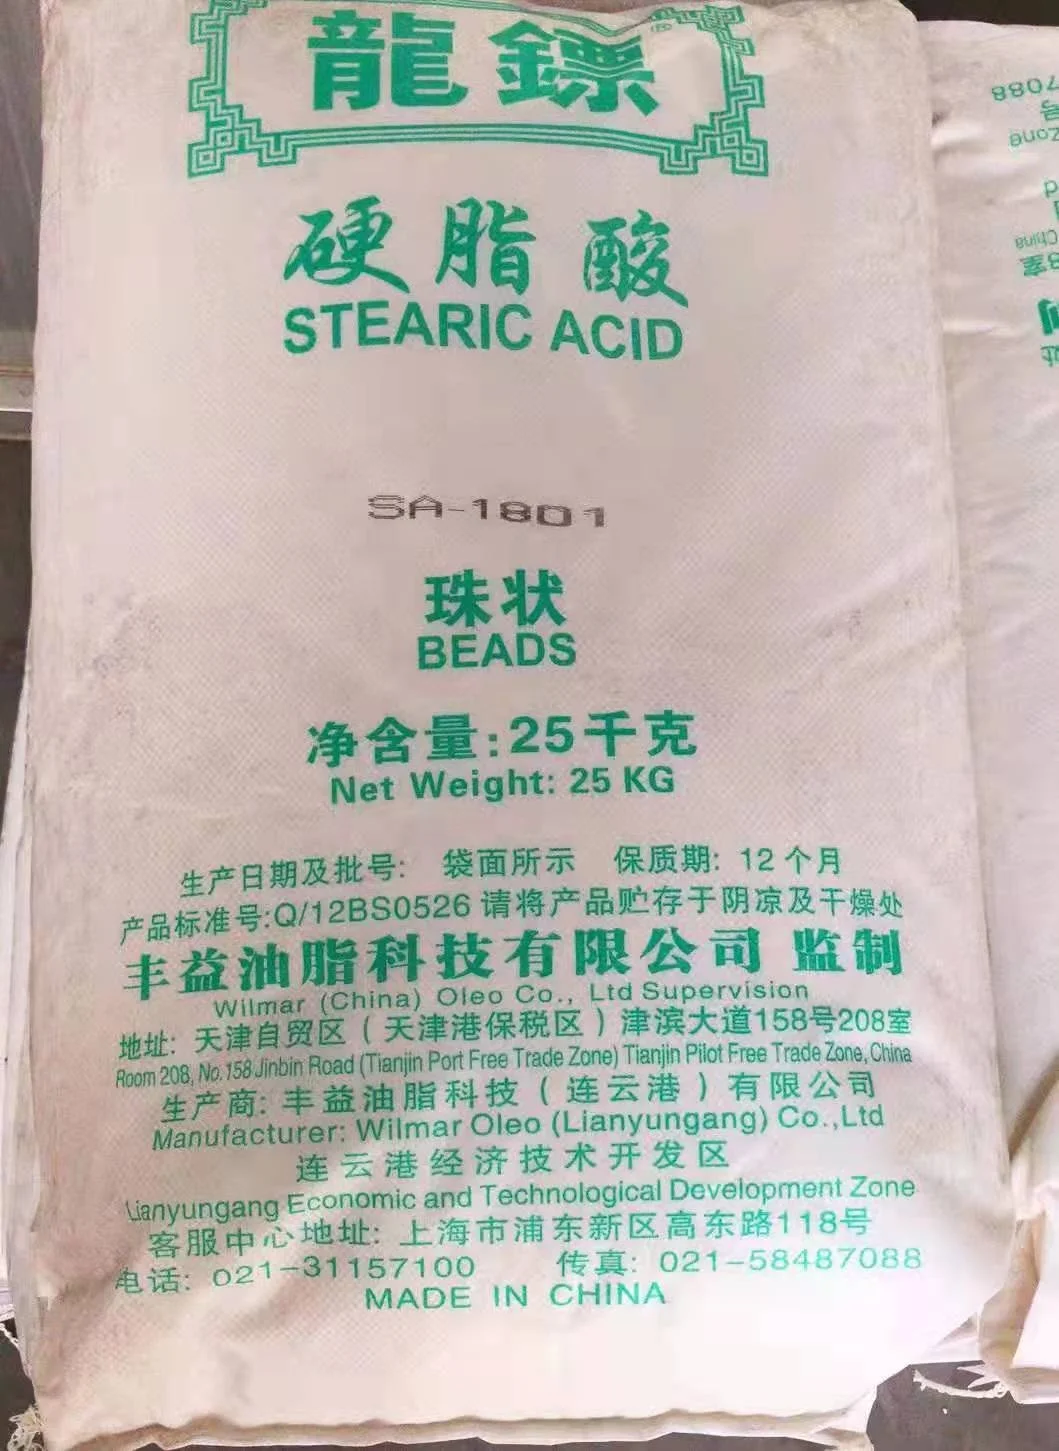 龍鏢
硬脂酸
STEARIC ACID
SA-1801
珠状
BEADS
净含量:25千克
Net Weight: 25 KG
生产日期及批号: 袋面所示 保质期: 12个月
产品标准号:Q/12BS0526 请将产品贮存于阴凉及干燥处
丰益油脂科技有限公司 监制
Wilmar (China) Oleo Co., Ltd Supervision
地址: 天津自贸区(天津港保税区)津滨大道158号208室
Room 208, No.158 Jinbin Road (Tianjin Port Free Trade Zone) Tianjin Pilot Free Trade Zone, China
生产商: 丰益油脂科技(连云港)有限公司
Manufacturer: Wilmar Oleo (Lianyungang) Co.,Ltd
连云港经济技术开发区
Lianyungang Economic and Technological Development Zone
客服中心地址: 上海市浦东新区高东路118号
电话: 021-31157100 传真: 021-58487088
MADE IN CHINA
7088
号
Zone
China
8室